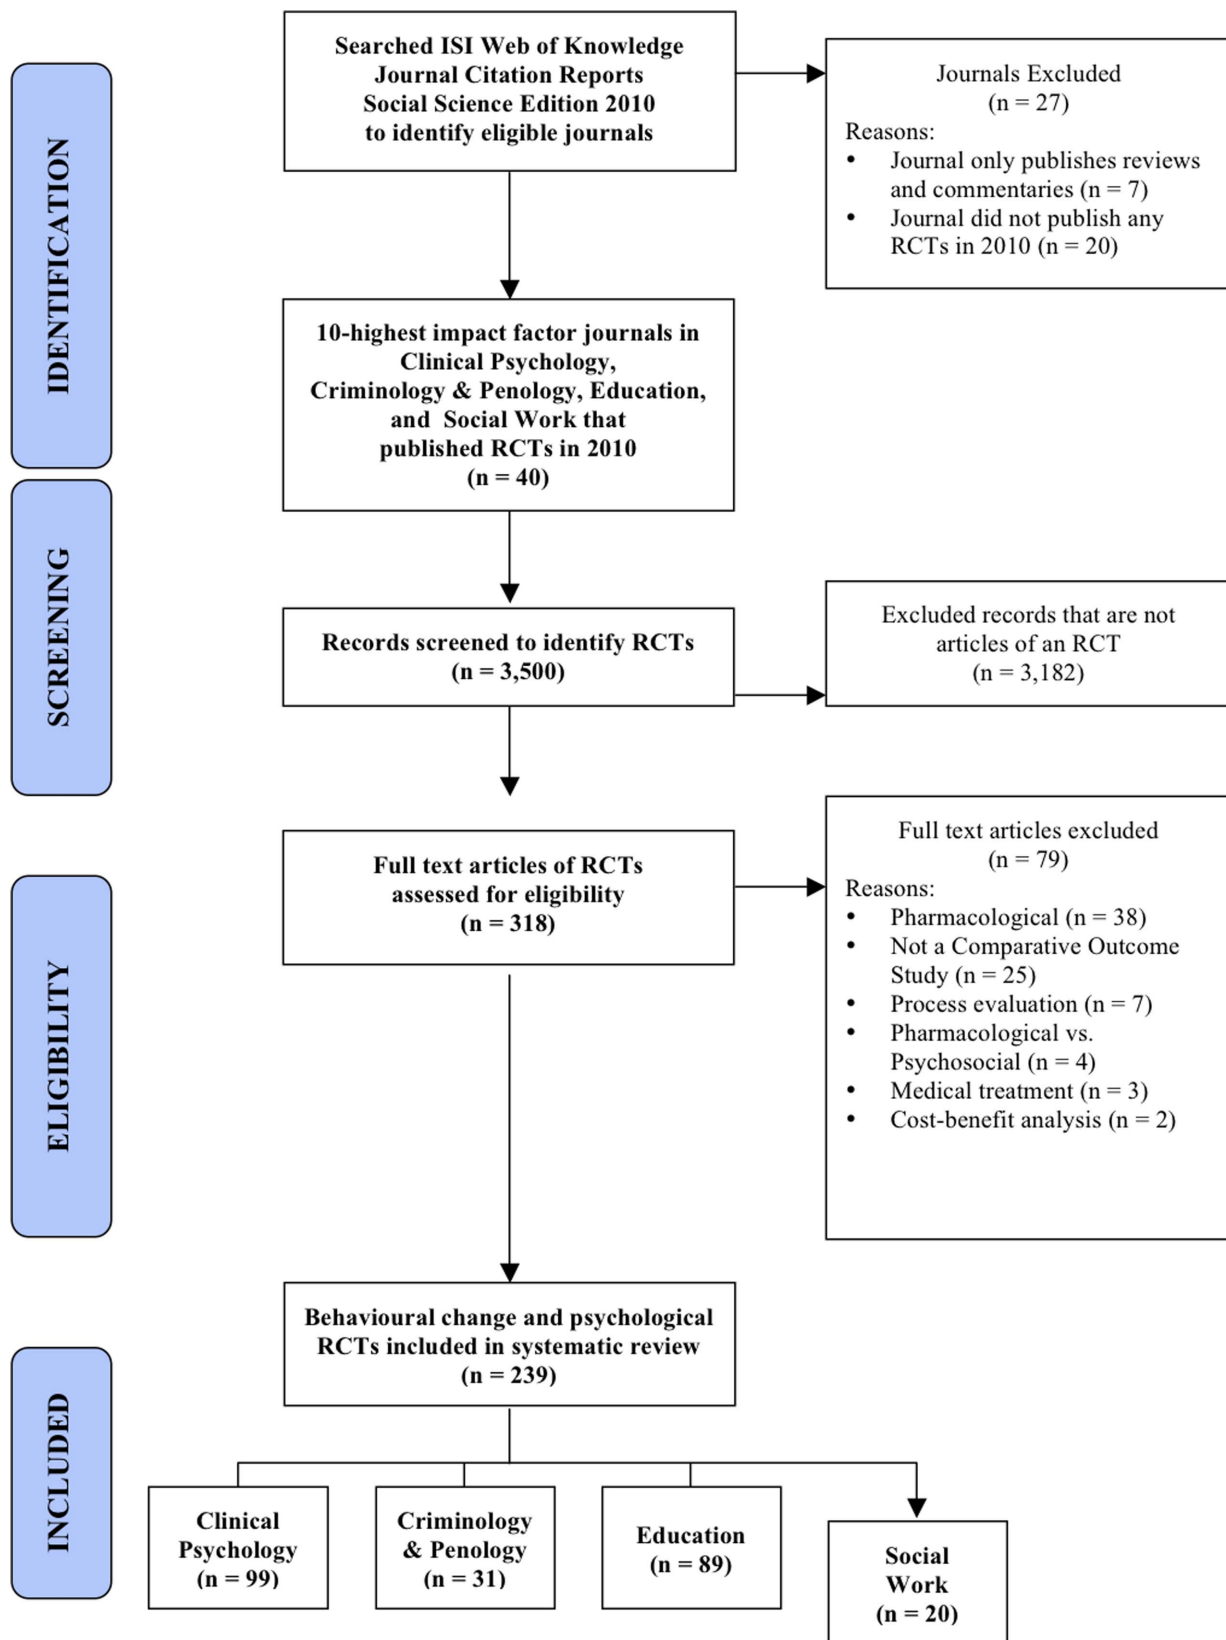 IDENTIFICATION
Searched ISI Web of Knowledge
Journal Citation Reports
Social Science Edition 2010
to identify eligible journals
Journals Excluded
(n = 27)
Reasons:
• Journal only publishes reviews
and commentaries (n = 7)
• Journal did not publish any
RCTs in 2010 (n = 20)
10-highest impact factor journals in
Clinical Psychology,
Criminology & Penology, Education,
and Social Work that
published RCTs in 2010
(n = 40)
SCREENING
Records screened to identify RCTs
(n = 3,500)
Excluded records that are not
articles of an RCT
(n = 3,182)
ELIGIBILITY
Full text articles of RCTs
assessed for eligibility
(n = 318)
Full text articles excluded
(n = 79)
Reasons:
• Pharmacological (n = 38)
• Not a Comparative Outcome
Study (n = 25)
• Process evaluation (n = 7)
• Pharmacological vs.
Psychosocial (n = 4)
• Medical treatment (n = 3)
• Cost-benefit analysis (n = 2)
INCLUDED
Behavioural change and psychological
RCTs included in systematic review
(n = 239)
Clinical
Psychology
(n = 99)
Criminology
& Penology
(n = 31)
Education
(n = 89)
Social
Work
(n = 20)